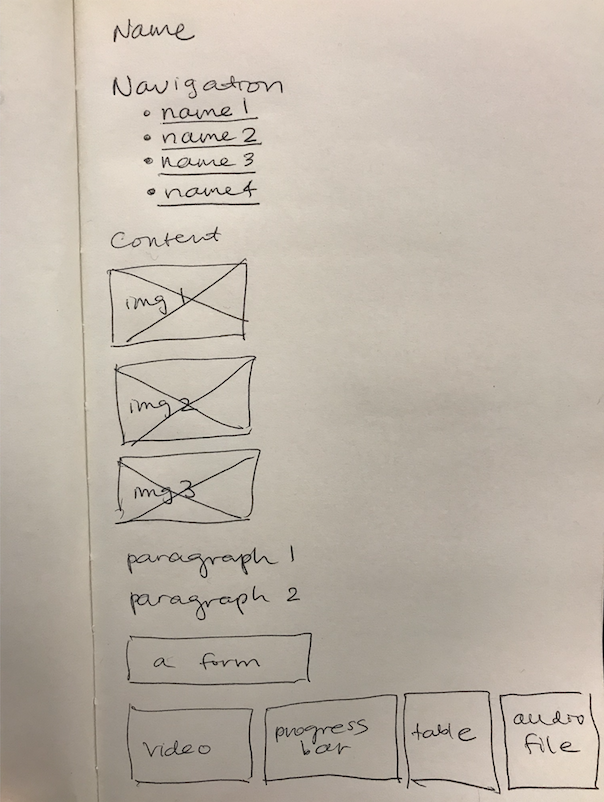 Name
Navigation
• name 1
• name 2
• name 3
• name 4
Content
img 1
img 2
img 3
paragraph 1
paragraph 2
a form
video
progress
bar
table
audio
file